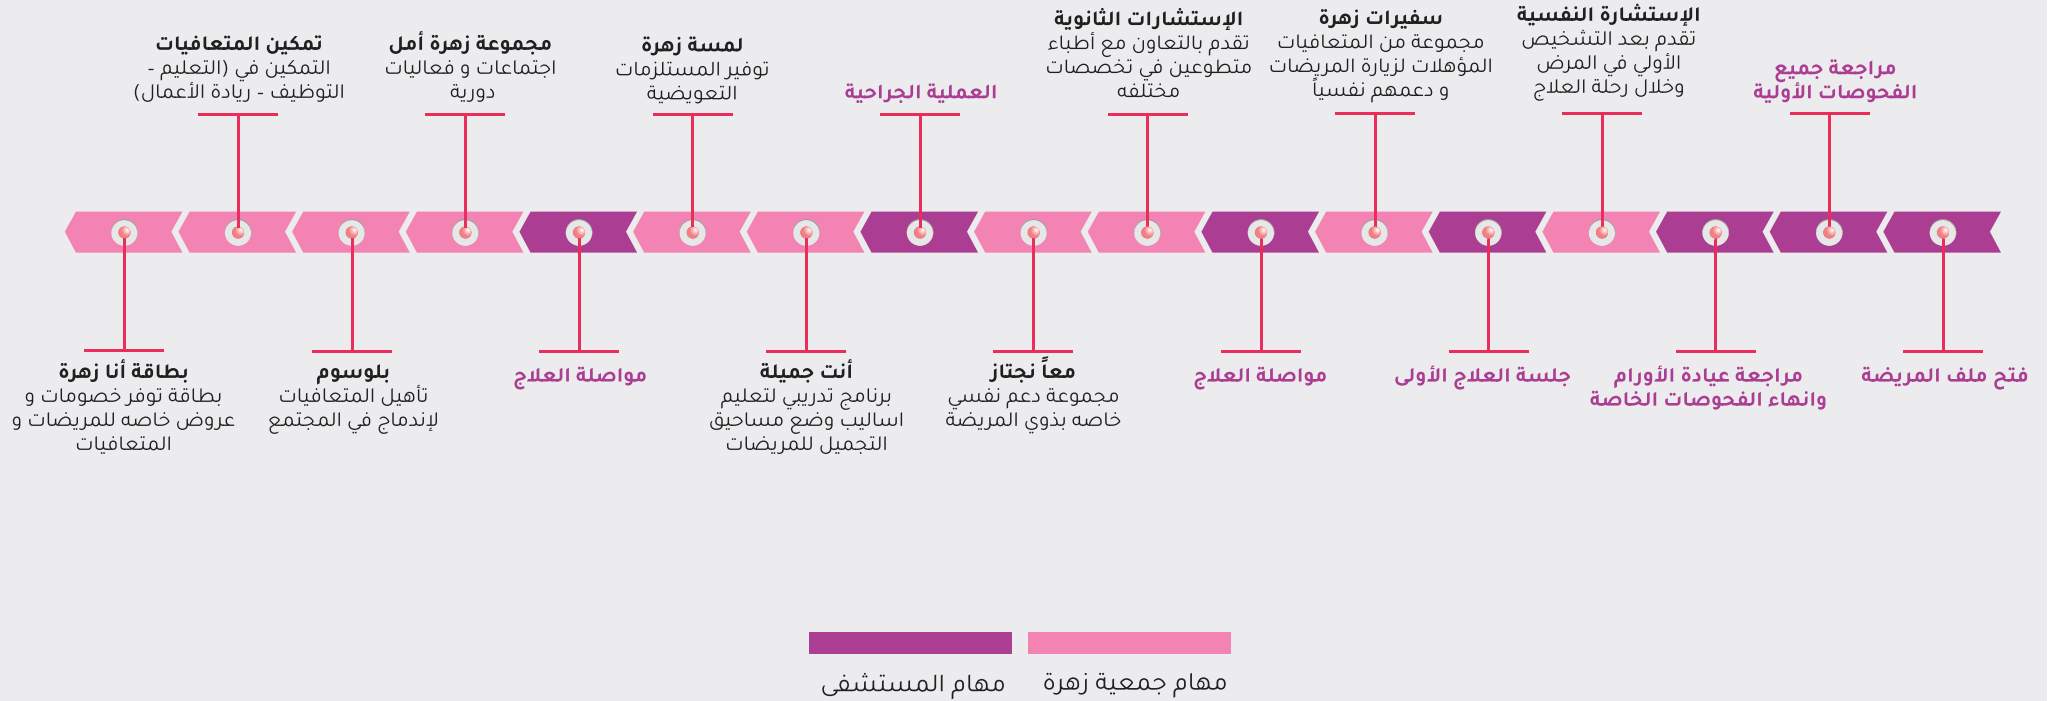 فتح ملف المريضة
مراجعة جميع
الفحوصات الأولية
مراجعة عيادة الأورام
وانهاء الفحوصات الخاصة
الإستشارة النفسية
تقدم بعد التشخيص
الأولي في المرض
وخلال رحلة العلاج
جلسة العلاج الأولى
سفيرات زهرة
مجموعة من المتعافيات
المؤهلات لزيارة المريضات
و دعمهم نفسياً
مواصلة العلاج
الإستشارات الثانوية
تقدم بالتعاون مع أطباء
متطوعين في تخصصات
مختلفه
معاً نجتاز
مجموعة دعم نفسي
خاصه بذوي المريضة
العملية الجراحية
أنت جميلة
برنامج تدريبي لتعليم
اساليب وضع مساحيق
التجميل للمريضات
لمسة زهرة
توفير المستلزمات
التعويضية
مواصلة العلاج
مجموعة زهرة أمل
اجتماعات و فعاليات
دورية
بلوسوم
تأهيل المتعافيات
لإندماج في المجتمع
تمكين المتعافيات
التمكين في (التعليم -
التوظيف - ريادة الأعمال)
بطاقة أنا زهرة
بطاقة توفر خصومات و
عروض خاصه للمريضات و
المتعافيات
مهام جمعية زهرة
مهام المستشفى